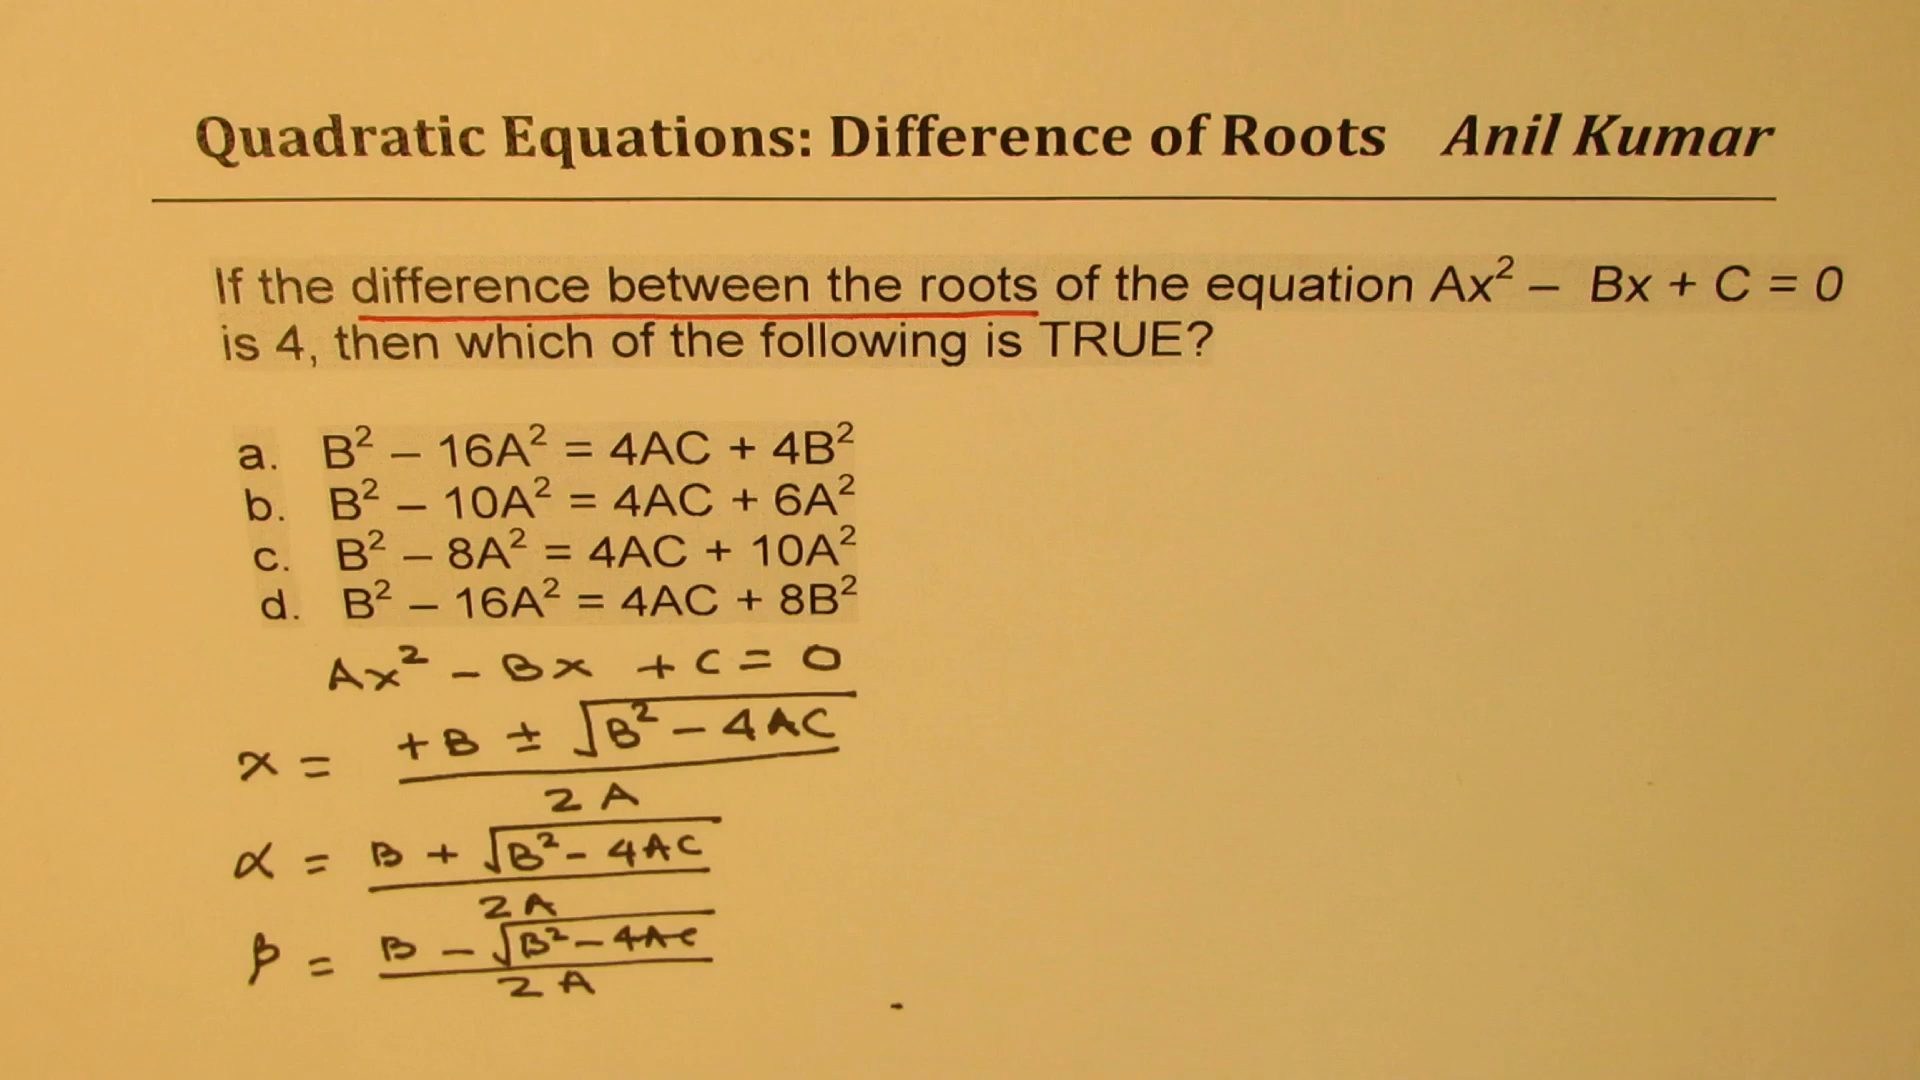 Quadratic Equations: Difference of Roots Anil Kumar
If the difference between the roots of the equation Ax² – Bx + C = 0
is 4, then which of the following is TRUE?
a. B² – 16A² = 4AC + 4B²
b. B² – 10A² = 4AC + 6A²
c. B² – 8A² = 4AC + 10A²
d. B² – 16A² = 4AC + 8B²
Ax² - Bx + C = 0
x = +B ± √B² - 4AC
2A
α = B + √B² - 4AC
2A
β = B - √B² - 4AC
2A